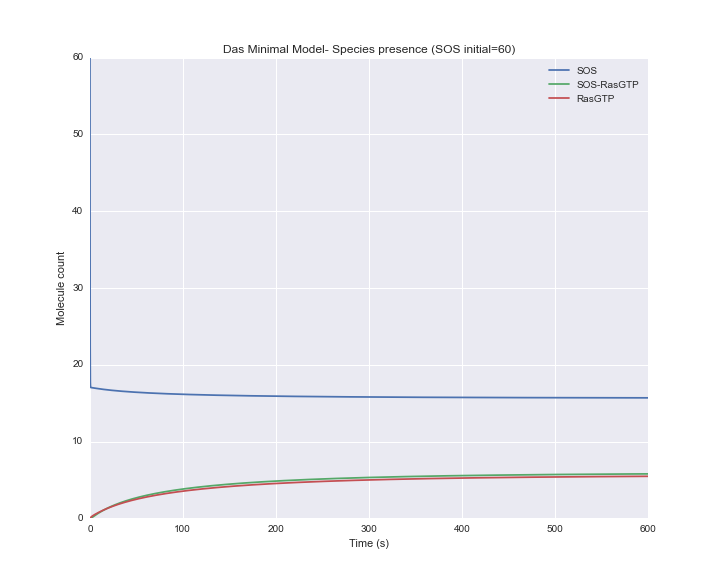 Das Minimal Model- Species presence (SOS initial=60)
SOS
SOS-RasGTP
RasGTP
60
50
40
30
20
10
0
Molecule count
0 100 200 300 400 500 600
Time (s)